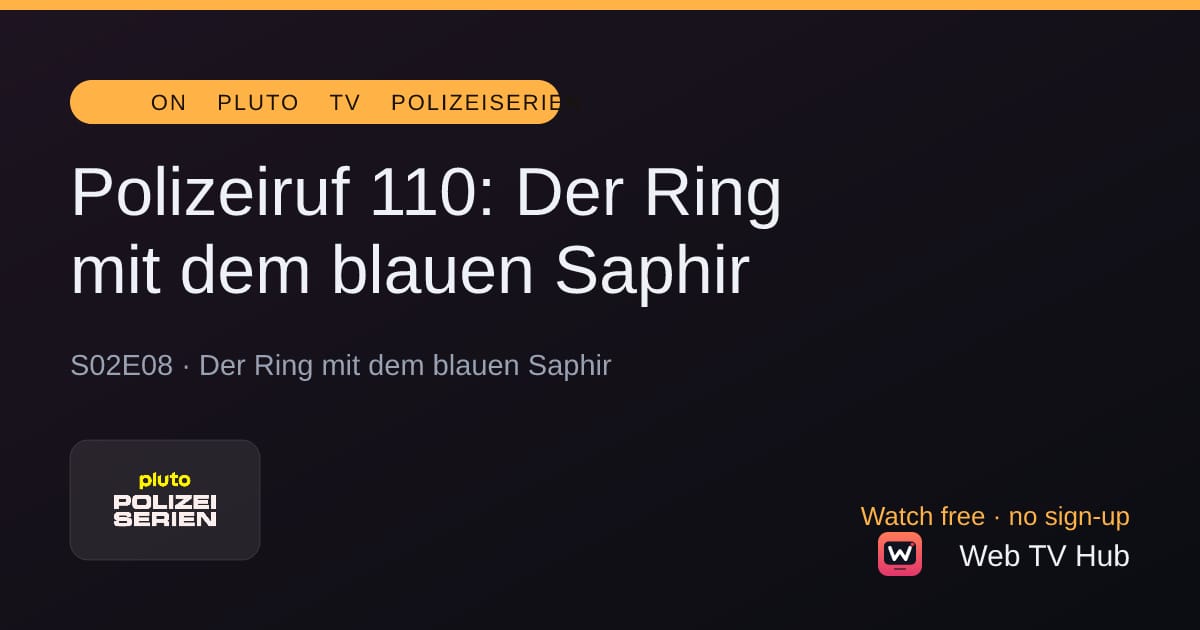 ON PLUTO TV POLIZEISERIEN
Polizeiruf 110: Der Ring
mit dem blauen Saphir
S02E08 · Der Ring mit dem blauen Saphir
pluto
POLIZEI
SERIEN
Watch free · no sign-up
W Web TV Hub